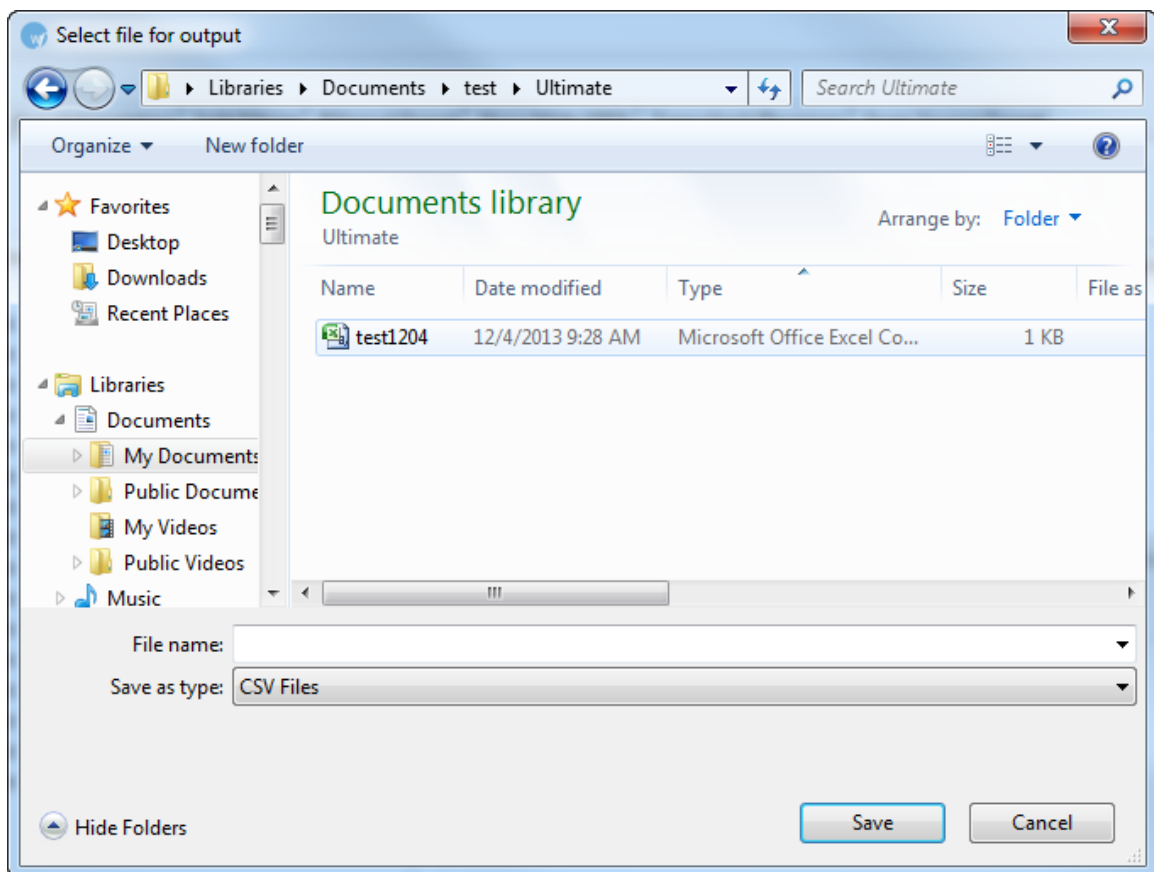 Select file for output
Libraries Documents test Ultimate Search Ultimate
Organize New folder
Favorites
Desktop
Downloads
Recent Places
Libraries
Documents
My Documents
Public Docume
My Videos
Public Videos
Music
Documents library
Ultimate
Arrange by: Folder
Name Date modified Type Size File as
test1204 12/4/2013 9:28 AM Microsoft Office Excel Co... 1 KB
File name:
Save as type: CSV Files
Hide Folders Save Cancel